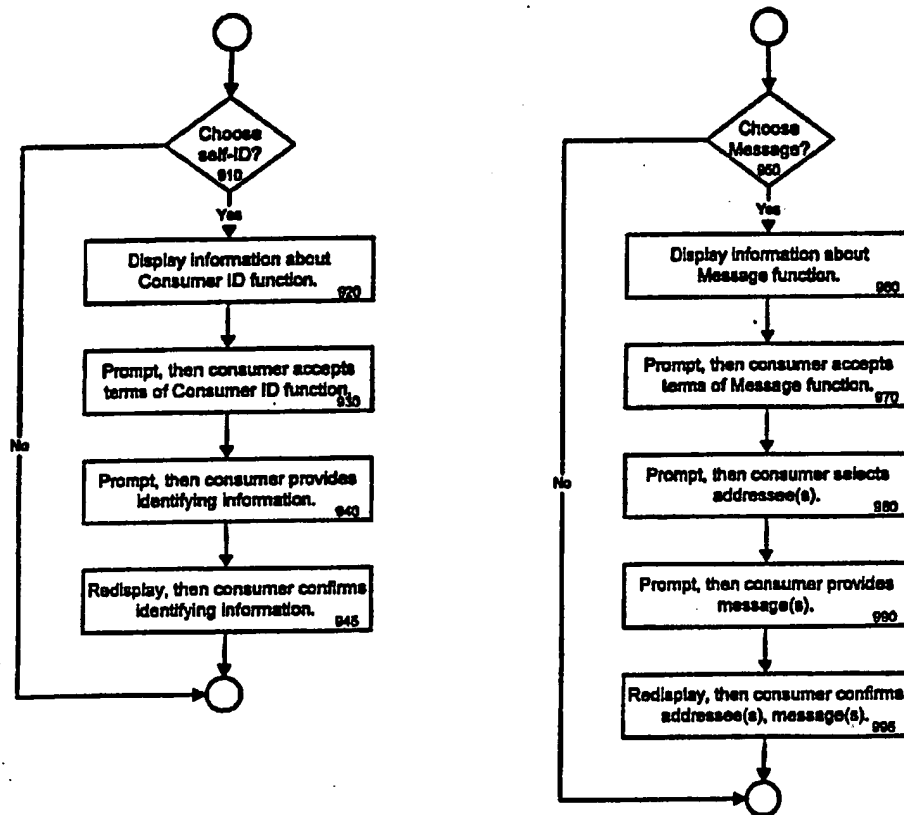 Choose
self-ID?
910
Yes
Display information about
Consumer ID function.
920
Prompt, then consumer accepts
terms of Consumer ID function.
930
No
Prompt, then consumer provides
identifying information.
940
Redisplay, then consumer confirms
identifying information.
945
Choose
Message?
950
Yes
Display information about
Message function.
960
Prompt, then consumer accepts
terms of Message function.
970
No
Prompt, then consumer selects
addressee(s).
980
Prompt, then consumer provides
message(s).
990
Redisplay, then consumer confirms
addressee(s), message(s).
995